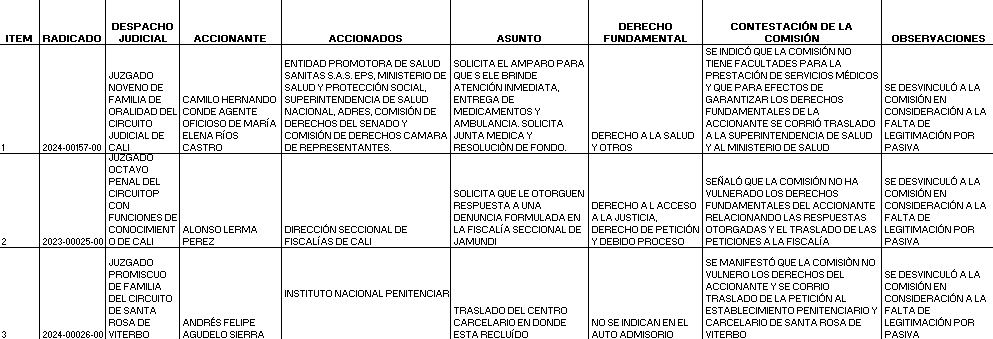 ITEM RADICADO DESPACHO JUDICIAL ACCIONANTE ACCIONADOS ASUNTO DERECHO FUNDAMENTAL CONTESTACIÓN DE LA COMISIÓN OBSERVACIONES
1
2024-00157-00
JUZGADO
NOVENO DE
FAMILIA DE
ORALIDAD DEL
CIRCUITO
JUDICIAL DE
CALI
CAMILO HERNANDO
CONDE AGENTE
OFICIOSO DE MARÍA
ELENA RÍOS
CASTRO
ENTIDAD PROMOTORA DE SALUD
SANITAS S.A.S. EPS, MINISTERIO DE
SALUD Y PROTECCIÓN SOCIAL,
SUPERINTENDENCIA DE SALUD
NACIONAL, ADRES, COMISIÓN DE
DERECHOS DEL SENADO Y
COMISIÓN DE DERECHOS CAMARA
DE REPRESENTANTES.
SOLICITA EL AMPARO PARA
QUE S ELE BRINDE
ATENCIÓN INMEDIATA,
ENTREGA DE
MEDICAMENTOS Y
AMBULANCIA. SOLICITA
JUNTA MEDICA Y
RESOLUCIÒN DE FONDO.
DERECHO A LA SALUD
Y OTROS
SE INDICÓ QUE LA COMISIÓN NO
TIENE FACULTADES PARA LA
PRESTACIÓN DE SERVICIOS MÉDICOS
Y QUE PARA EFECTOS DE
GARANTIZAR LOS DERECHOS
FUNDAMENTALES DE LA
ACCIONANTE SE CORRIÓ TRASLADO
A LA SUPERINTENDENCIA DE SALUD
Y AL MINISTERIO DE SALUD
SE DESVINCULÓ A LA
COMISIÓN EN
CONSIDERACIÓN A LA
FALTA DE
LEGITIMACIÓN POR
PASIVA
2
2023-00025-00
JUZGADO
OCTAVO
PENAL DEL
CIRCUITOP
CON
FUNCIONES DE
CONOCIMIENT
O DE CALI
ALONSO LERMA
PEREZ
DIRECCIÓN SECCIONAL DE
FISCALÍAS DE CALI
SOLICITA QUE LE OTORGUEN
RESPUESTA A UNA
DENUNCIA FORMULADA EN
LA FISCALÍA SECCIONAL DE
JAMUNDI
DERECHO A L ACCESO
A LA JUSTICIA,
DERECHO DE PETICIÓN
Y DEBIDO PROCESO
SEÑALÓ QUE LA COMISIÓN NO HA
VULNERADO LOS DERECHOS
FUNDAMENTALES DEL ACCIONANTE
RELACIONANDO LAS RESPUESTAS
OTORGADAS Y EL TRASLADO DE LAS
PETICIONES A LA FISCALÍA
SE DESVINCULÓ A LA
COMISIÓN EN
CONSIDERACIÓN A LA
FALTA DE
LEGITIMACIÓN POR
PASIVA
3
2024-00026-00
JUZGADO
PROMISCUO
DE FAMILIA
DEL CIRCUITO
DE SANTA
ROSA DE
VITERBO
ANDRÉS FELIPE
AGUDELO SIERRA
INSTITUTO NACIONAL PENITENCIAR
TRASLADO DEL CENTRO
CARCELARIO EN DONDE
ESTA RECLUÍDO
NO SE INDICAN EN EL
AUTO ADMISORIO
SE MANIFESTÓ QUE LA COMISIÒN NO
VULNERO LOS DERECHOS DEL
ACCIONANTE Y SE CORRIO
TRASLADO DE LA PETICIÓN AL
ESTABLECIMIENTO PENITENCIARIO Y
CARCELARIO DE SANTA ROSA DE
VITERBO
SE DESVINCULÓ A LA
COMISIÓN EN
CONSIDERACIÓN A LA
FALTA DE
LEGITIMACIÓN POR
PASIVA